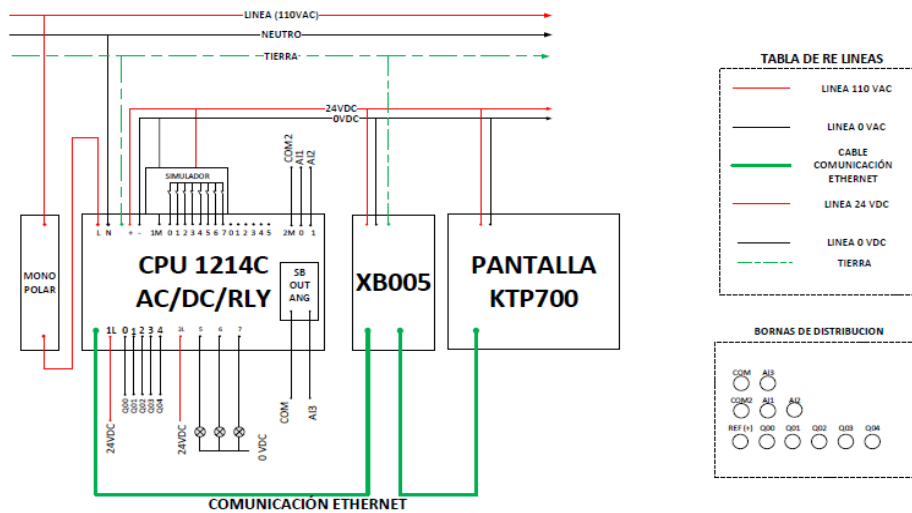 LINEA (110VAC)
NEUTRO
TIERRA
24VDC
0VDC
SIMULADOR
COM2
AI1
AI2
L N + - 1M 0 1 2 3 4 5 6 7 0 1 2 3 4 5 2M 0 1
MONO
POLAR
CPU 1214C
AC/DC/RLY
SB
OUT
ANG
XB005
PANTALLA
KTP700
1L 0 1 2 3 4 2L 5 6 7
24VDC
Q00
Q01
Q02
Q03
Q04
24VDC
0 VDC
COM
AI3
COMUNICACIÓN ETHERNET
TABLA DE RE LINEAS
LINEA 110 VAC
LINEA 0 VAC
CABLE
COMUNICACIÓN
ETHERNET
LINEA 24 VDC
LINEA 0 VDC
TIERRA
BORNAS DE DISTRIBUCION
COM AI3
COM2 AI1 AI2
REF (+) Q00 Q01 Q02 Q03 Q04